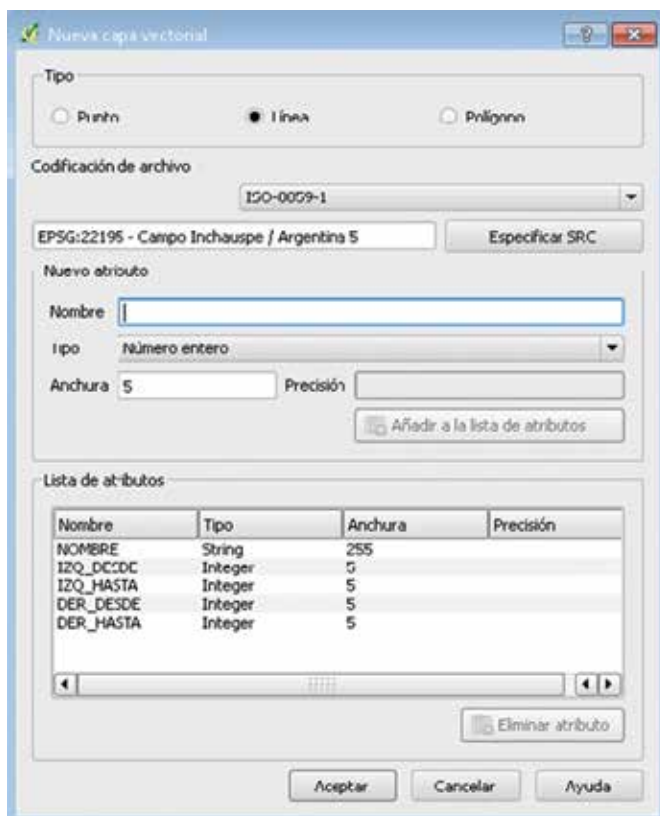 Nueva capa vectorial
Tipo
Punto Línea Polígono
Codificación de archivo
ISO-8859-1
EPSG:22195 - Campo Inchauspe / Argentina 5 Especificar SRC
Nuevo atributo
Nombre
Tipo Número entero
Anchura 5 Precisión
Añadir a la lista de atributos
Lista de atributos
Nombre Tipo Anchura Precisión
NOMBRE String 255
IZQ_DESDE Integer 5
IZQ_HASTA Integer 5
DER_DESDE Integer 5
DER_HASTA Integer 5
Eliminar atributo
Aceptar Cancelar Ayuda